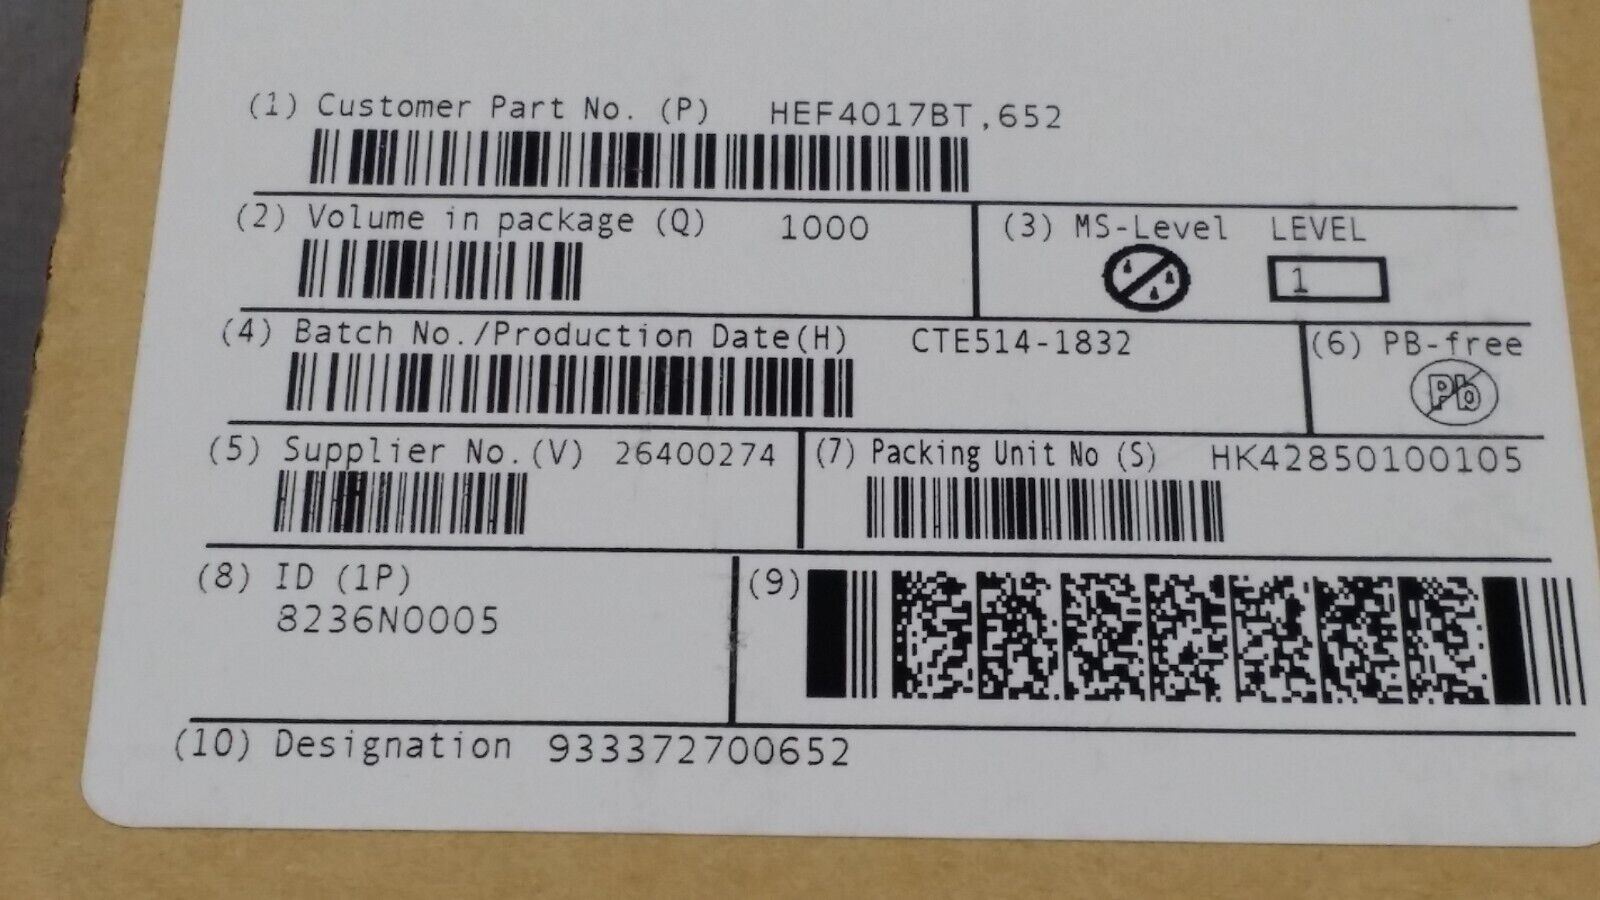 (1) Customer Part No. (P) HEF4017BT,652
(2) Volume in package (Q) 1000
(3) MS-Level LEVEL
1
(4) Batch No./Production Date(H) CTE514-1832
(6) PB-free
Pb
(5) Supplier No.(V) 26400274
(7) Packing Unit No (S) HK42850100105
(8) ID (1P)
8236N0005
(9)
(10) Designation 933372700652